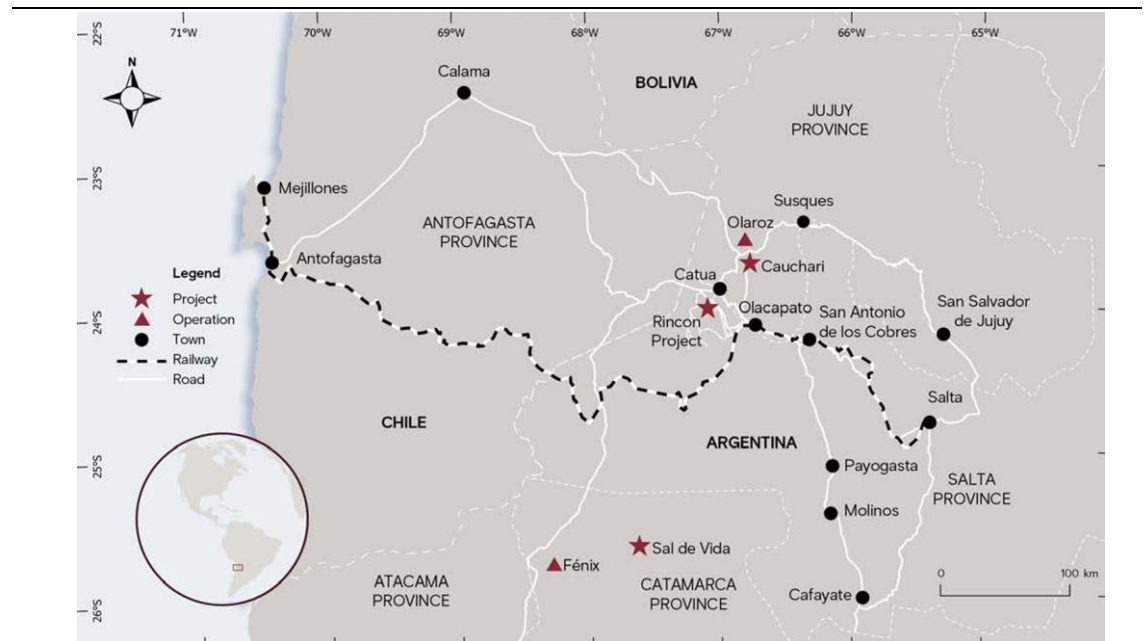 71°W
70°W
69°W
68°W
67°W
66°W
65°W
22°S
23°S
24°S
25°S
26°S
N
Calama
BOLIVIA
JUJUY
PROVINCE
Mejillones
Susques
ANTOFAGASTA
PROVINCE
Olaroz
Antofagasta
Cauchari
Catua
Legend
Project
Operation
Town
Railway
Road
Rincon
Project
Olacapato
San Antonio
de los Cobres
San Salvador
de Jujuy
Salta
CHILE
ARGENTINA
Payogasta
SALTA
PROVINCE
Molinos
Sal de Vida
Fénix
ATACAMA
PROVINCE
CATAMARCA
PROVINCE
Cafayate
0
100 km